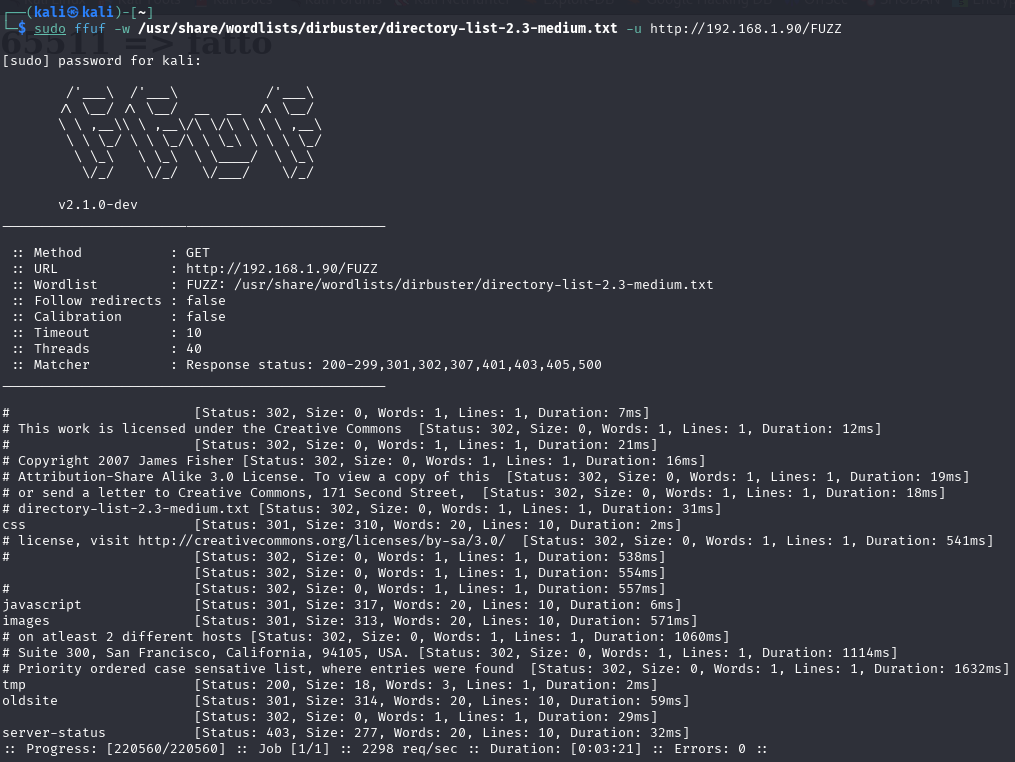 ┌──(kali㉿kali)-[~]
└─$ sudo ffuf -w /usr/share/wordlists/dirbuster/directory-list-2.3-medium.txt -u http://192.168.1.90/FUZZ
65511 => fatto
[sudo] password for kali:
        /'___\  /'___\           /'___\
       /\ \__/ /\ \__/  __  __  /\ \__/
       \ \ ,__\\ \ ,__\/\ \/\ \ \ \ ,__\
        \ \ \_/ \ \ \_/\ \ \_\ \ \ \ \_/
         \ \_\   \ \_\  \ \____/  \ \_\
          \/_/    \/_/   \/___/    \/_/
v2.1.0-dev
________________________________________________
:: Method           : GET
:: URL              : http://192.168.1.90/FUZZ
:: Wordlist         : FUZZ: /usr/share/wordlists/dirbuster/directory-list-2.3-medium.txt
:: Follow redirects : false
:: Calibration      : false
:: Timeout          : 10
:: Threads          : 40
:: Matcher          : Response status: 200-299,301,302,307,401,403,405,500
________________________________________________
#                       [Status: 302, Size: 0, Words: 1, Lines: 1, Duration: 7ms]
# This work is licensed under the Creative Commons  [Status: 302, Size: 0, Words: 1, Lines: 1, Duration: 12ms]
#                       [Status: 302, Size: 0, Words: 1, Lines: 1, Duration: 21ms]
# Copyright 2007 James Fisher [Status: 302, Size: 0, Words: 1, Lines: 1, Duration: 16ms]
# Attribution-Share Alike 3.0 License. To view a copy of this  [Status: 302, Size: 0, Words: 1, Lines: 1, Duration: 19ms]
# or send a letter to Creative Commons, 171 Second Street,  [Status: 302, Size: 0, Words: 1, Lines: 1, Duration: 18ms]
# directory-list-2.3-medium.txt [Status: 302, Size: 0, Words: 1, Lines: 1, Duration: 31ms]
css                     [Status: 301, Size: 310, Words: 20, Lines: 10, Duration: 2ms]
# license, visit http://creativecommons.org/licenses/by-sa/3.0/  [Status: 302, Size: 0, Words: 1, Lines: 1, Duration: 541ms]
#                       [Status: 302, Size: 0, Words: 1, Lines: 1, Duration: 538ms]
                        [Status: 302, Size: 0, Words: 1, Lines: 1, Duration: 554ms]
#                       [Status: 302, Size: 0, Words: 1, Lines: 1, Duration: 557ms]
javascript              [Status: 301, Size: 317, Words: 20, Lines: 10, Duration: 6ms]
images                  [Status: 301, Size: 313, Words: 20, Lines: 10, Duration: 571ms]
# on atleast 2 different hosts [Status: 302, Size: 0, Words: 1, Lines: 1, Duration: 1060ms]
# Suite 300, San Francisco, California, 94105, USA. [Status: 302, Size: 0, Words: 1, Lines: 1, Duration: 1114ms]
# Priority ordered case sensative list, where entries were found  [Status: 302, Size: 0, Words: 1, Lines: 1, Duration: 1632ms]
tmp                     [Status: 200, Size: 18, Words: 3, Lines: 1, Duration: 2ms]
oldsite                 [Status: 301, Size: 314, Words: 20, Lines: 10, Duration: 59ms]
                        [Status: 302, Size: 0, Words: 1, Lines: 1, Duration: 29ms]
server-status           [Status: 403, Size: 277, Words: 20, Lines: 10, Duration: 32ms]
:: Progress: [220560/220560] :: Job [1/1] :: 2298 req/sec :: Duration: [0:03:21] :: Errors: 0 ::